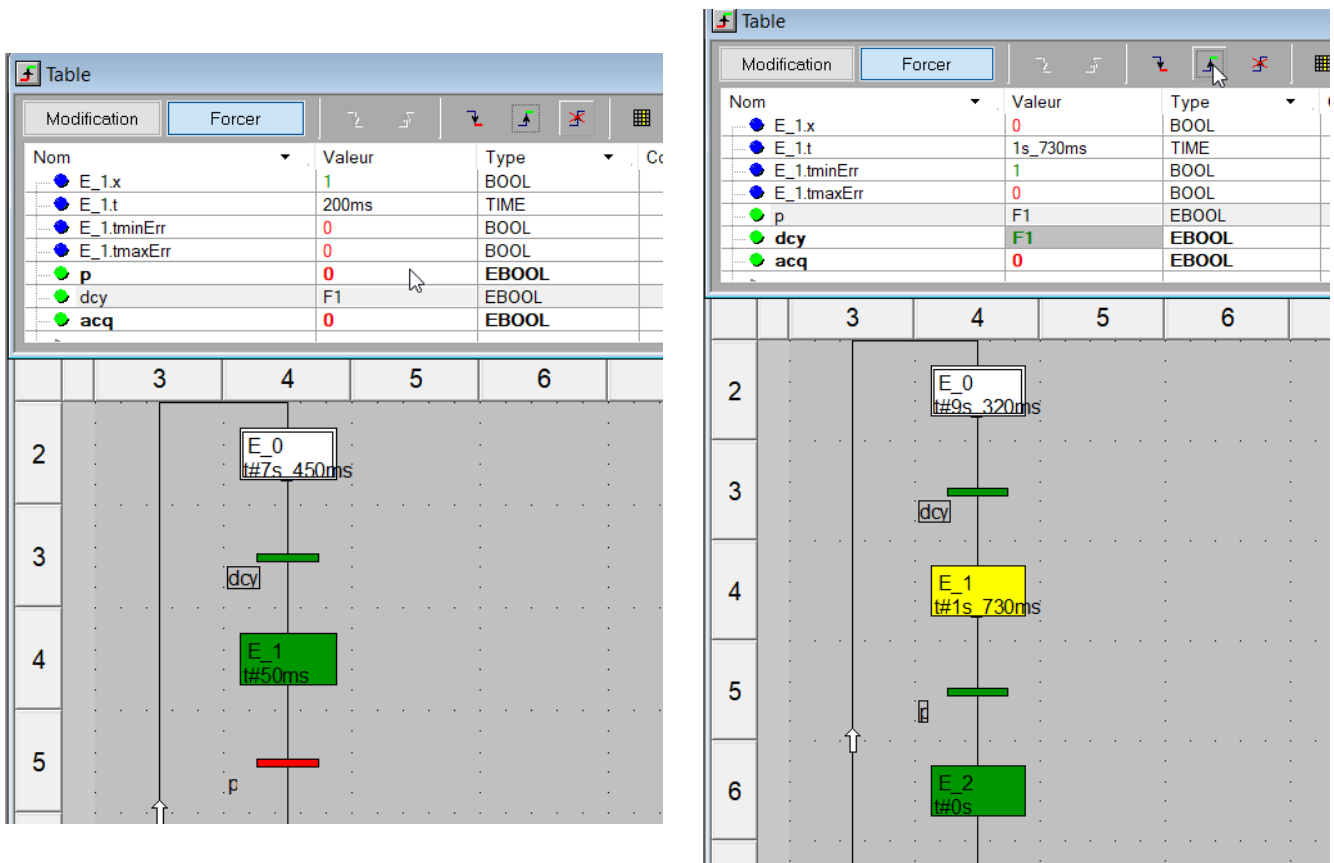 Table
Modification Forcer
Nom Valeur Type Co
E_1.x 1 BOOL
E_1.t 200ms TIME
E_1.tminErr 0 BOOL
E_1.tmaxErr 0 BOOL
p 0 EBOOL
dcy F1 EBOOL
acq 0 EBOOL
3 4 5 6
2
E_0
t#7s_450ms
3
dcy
4
E_1
t#50ms
5
p
Table
Modification Forcer
Nom Valeur Type
E_1.x 0 BOOL
E_1.t 1s_730ms TIME
E_1.tminErr 1 BOOL
E_1.tmaxErr 0 BOOL
p F1 EBOOL
dcy F1 EBOOL
acq 0 EBOOL
3 4 5 6
2
E_0
t#9s_320ms
3
dcy
4
E_1
t#1s_730ms
5
p
6
E_2
t#0s